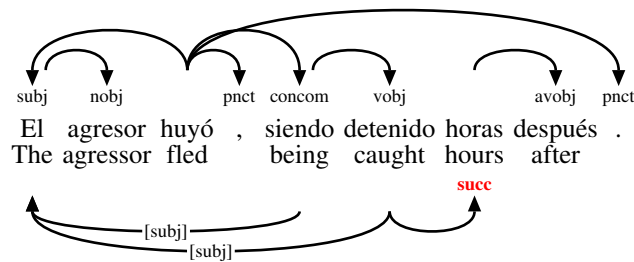 subj nobj pnct concom vobj avobj pnct
El agresor huyó , siendo detenido horas después .
The agressor fled being caught hours after
succ
[subj]
[subj]